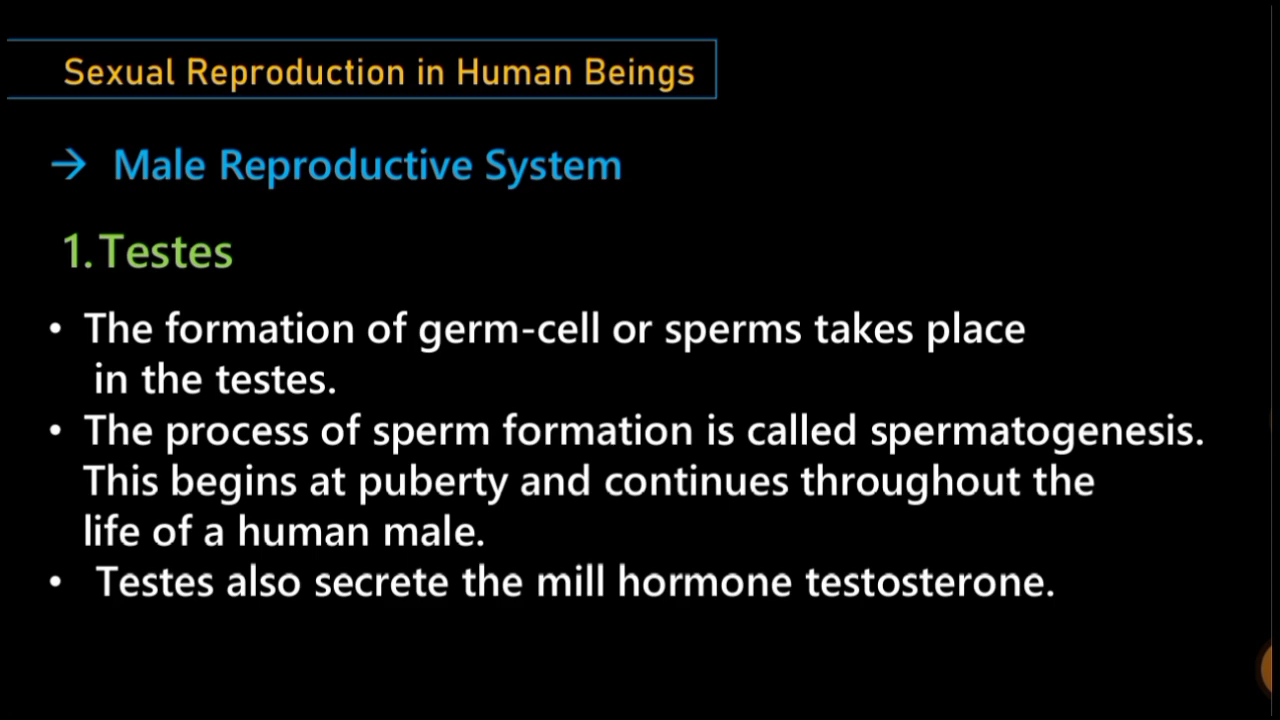 Sexual Reproduction in Human Beings
→ Male Reproductive System
1. Testes
• The formation of germ-cell or sperms takes place
in the testes.
• The process of sperm formation is called spermatogenesis.
This begins at puberty and continues throughout the
life of a human male.
• Testes also secrete the mill hormone testosterone.